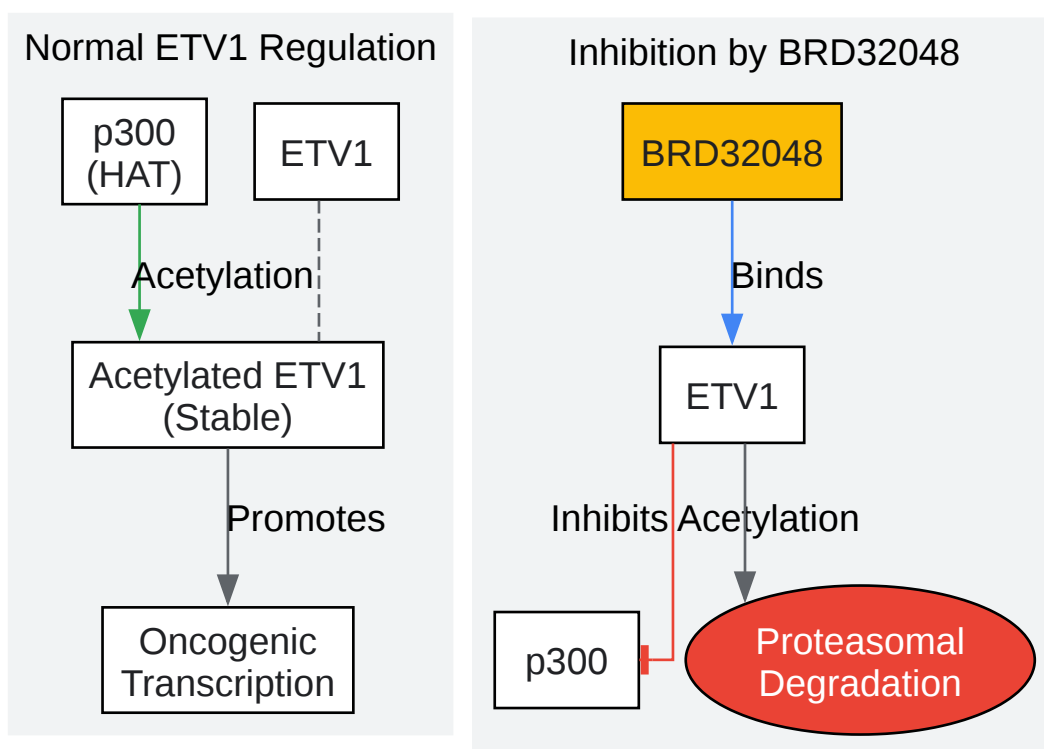 Normal ETV1 Regulation
p300
(HAT)
ETV1
Acetylation
Acetylated ETV1
(Stable)
Promotes
Oncogenic
Transcription
Inhibition by BRD32048
BRD32048
Binds
ETV1
Inhibits Acetylation
p300
Proteasomal
Degradation